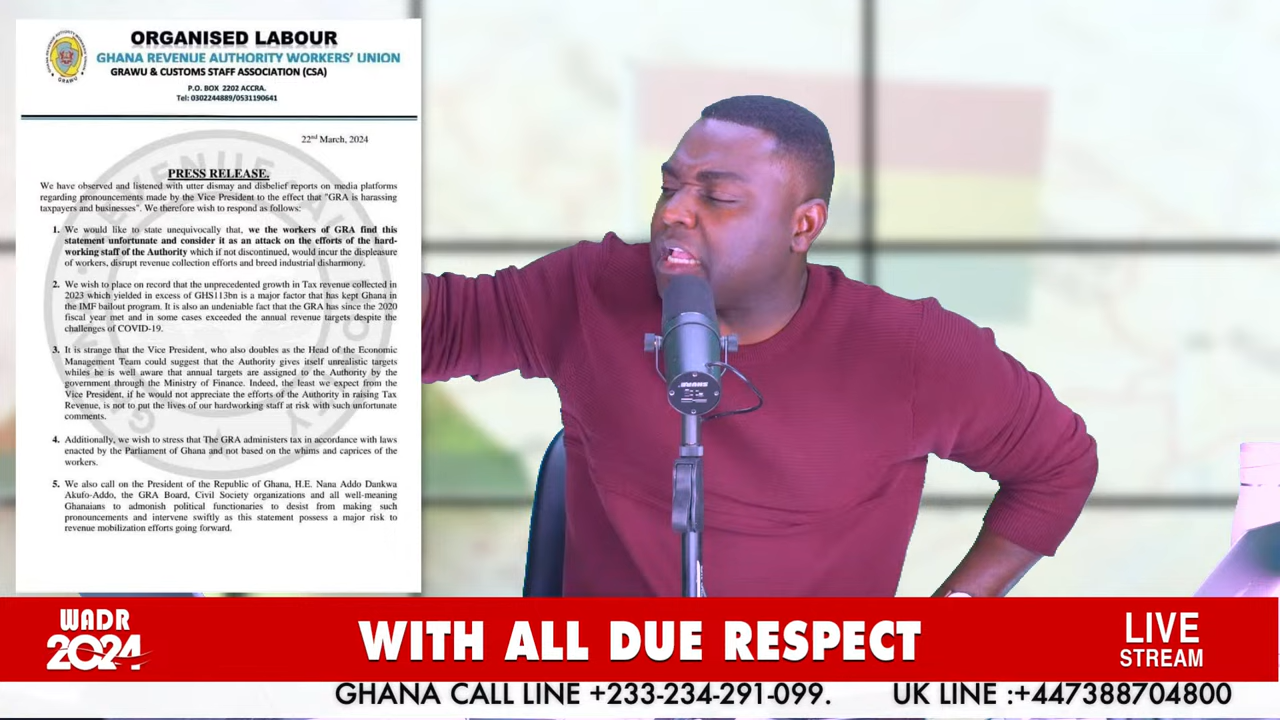 ORGANISED LABOUR
GHANA REVENUE AUTHORITY WORKERS' UNION
GRAWU & CUSTOMS STAFF ASSOCIATION (CSA)
P.O. BOX 2202 ACCRA.
Tel: 0302244889/0531190641
GRAWU
22nd March, 2024
PRESS RELEASE.
We have observed and listened with utter dismay and disbelief reports on media platforms
regarding pronouncements made by the Vice President to the effect that "GRA is harassing
taxpayers and businesses". We therefore wish to respond as follows:
1. We would like to state unequivocally that, we the workers of GRA find this
statement unfortunate and consider it as an attack on the efforts of the hard-
working staff of the Authority which if not discontinued, would incur the displeasure
of workers, disrupt revenue collection efforts and breed industrial disharmony.
2. We wish to place on record that the unprecedented growth in Tax revenue collected in
2023 which yielded in excess of GHS113bn is a major factor that has kept Ghana in
the IMF bailout program. It is also an undeniable fact that the GRA has since the 2020
fiscal year met and in some cases exceeded the annual revenue targets despite the
challenges of COVID-19.
3. It is strange that the Vice President, who also doubles as the Head of the Economic
Management Team could suggest that the Authority gives itself unrealistic targets
whiles he is well aware that annual targets are assigned to the Authority by the
government through the Ministry of Finance. Indeed, the least we expect from the
Vice President, if he would not appreciate the efforts of the Authority in raising Tax
Revenue, is not to put the lives of our hardworking staff at risk with such unfortunate
comments.
4. Additionally, we wish to stress that The GRA administers tax in accordance with laws
enacted by the Parliament of Ghana and not based on the whims and caprices of the
workers.
5. We also call on the President of the Republic of Ghana, H.E. Nana Addo Dankwa
Akufo-Addo, the GRA Board, Civil Society organizations and all well-meaning
Ghanaians to admonish political functionaries to desist from making such
pronouncements and intervene swiftly as this statement possess a major risk to
revenue mobilization efforts going forward.
SHURE
WADR
2024
WITH ALL DUE RESPECT
LIVE
STREAM
GHANA CALL LINE +233-234-291-099. UK LINE :+447388704800